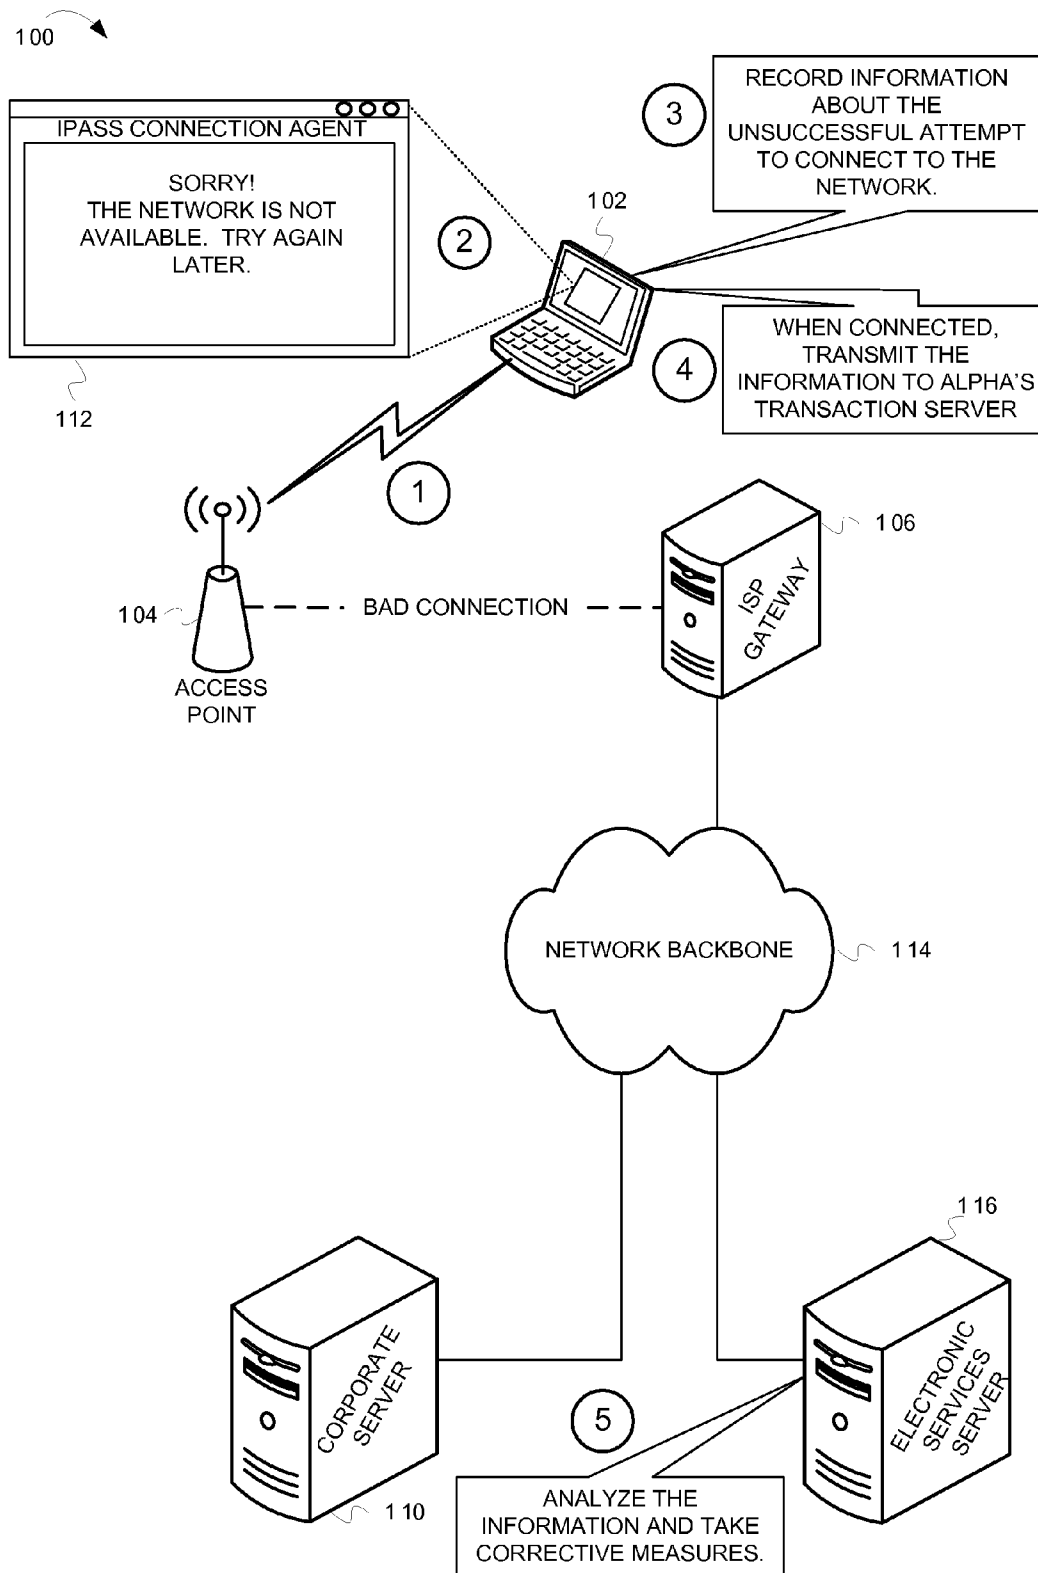 100
IPASS CONNECTION AGENT
SORRY!
THE NETWORK IS NOT
AVAILABLE. TRY AGAIN
LATER.
112
2
102
3
RECORD INFORMATION
ABOUT THE
UNSUCCESSFUL ATTEMPT
TO CONNECT TO THE
NETWORK.
4
WHEN CONNECTED,
TRANSMIT THE
INFORMATION TO ALPHA'S
TRANSACTION SERVER
1
104
ACCESS
POINT
BAD CONNECTION
ISP
GATEWAY
106
NETWORK BACKBONE
114
CORPORATE
SERVER
110
ELECTRONIC
SERVICES
SERVER
116
5
ANALYZE THE
INFORMATION AND TAKE
CORRECTIVE MEASURES.